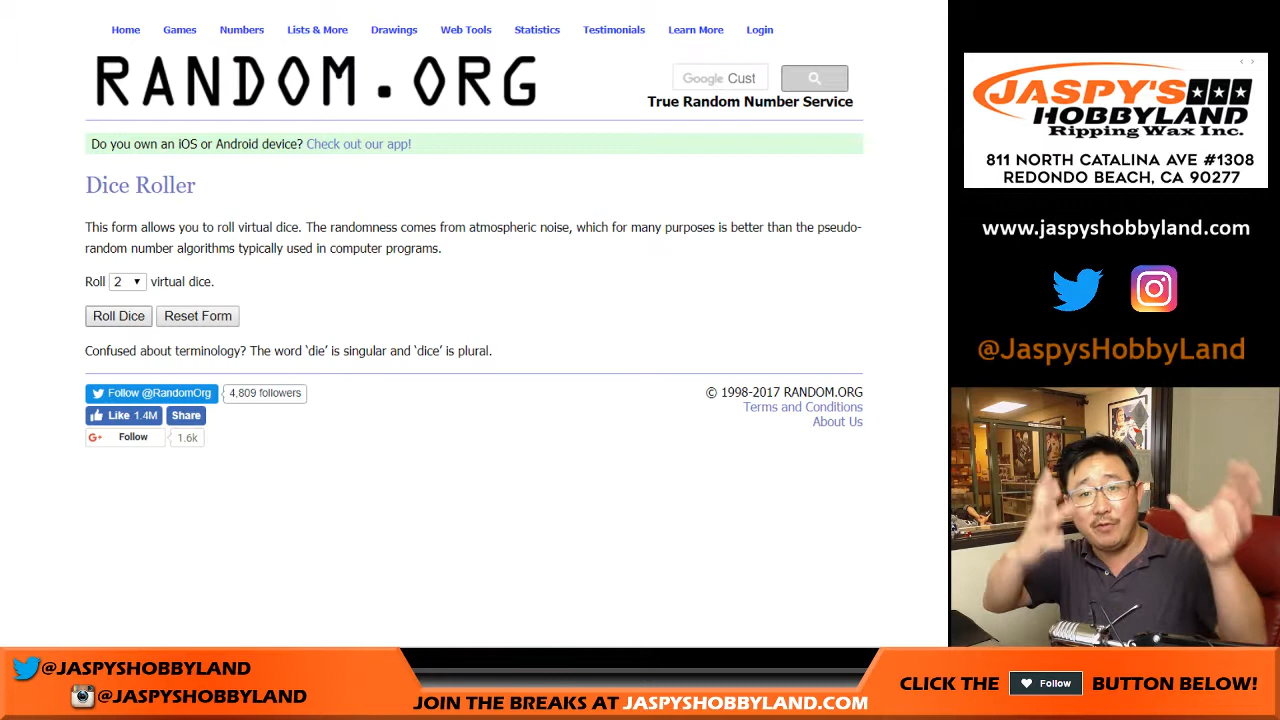 Home Games Numbers Lists & More Drawings Web Tools Statistics Testimonials Learn More Login
RANDOM.ORG
Google Cust
True Random Number Service
Do you own an iOS or Android device? Check out our app!
Dice Roller
This form allows you to roll virtual dice. The randomness comes from atmospheric noise, which for many purposes is better than the pseudo-
random number algorithms typically used in computer programs.
Roll 2 virtual dice.
Roll Dice Reset Form
Confused about terminology? The word ‘die’ is singular and ‘dice’ is plural.
Follow @RandomOrg 4,809 followers
Like 1.4M Share
G+ Follow 1.6k
© 1998-2017 RANDOM.ORG
Terms and Conditions
About Us
JASPY'S
HOBBYLAND
Ripping Wax Inc.
811 NORTH CATALINA AVE #1308
REDONDO BEACH, CA 90277
www.jaspyshobbyland.com
@JaspysHobbyLand
@JASPYSHOBBYLAND
@JASPYSHOBBYLAND
JOIN THE BREAKS AT JASPYSHOBBYLAND.COM
CLICK THE Follow BUTTON BELOW!